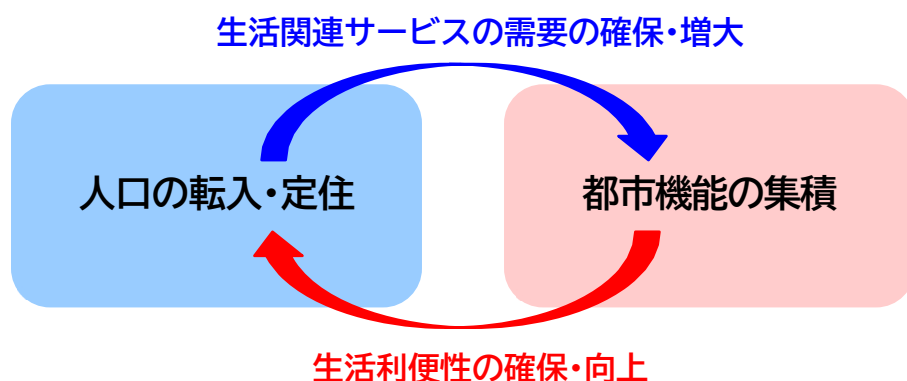 生活関連サービスの需要の確保・増大
人口の転入・定住
都市機能の集積
生活利便性の確保・向上